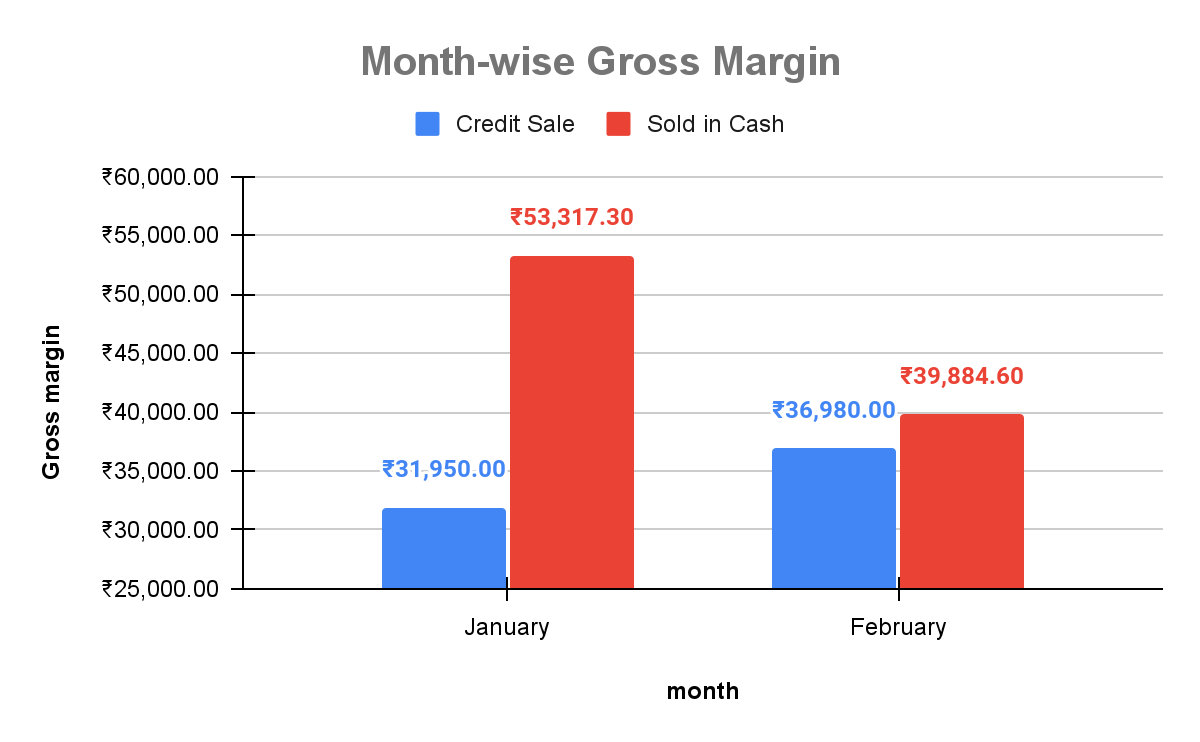 Month-wise Gross Margin
Credit Sale
Sold in Cash
₹60,000.00
₹55,000.00
₹50,000.00
₹45,000.00
₹40,000.00
₹35,000.00
₹30,000.00
₹25,000.00
Gross margin
₹31,950.00
₹53,317.30
₹36,980.00
₹39,884.60
January
February
month